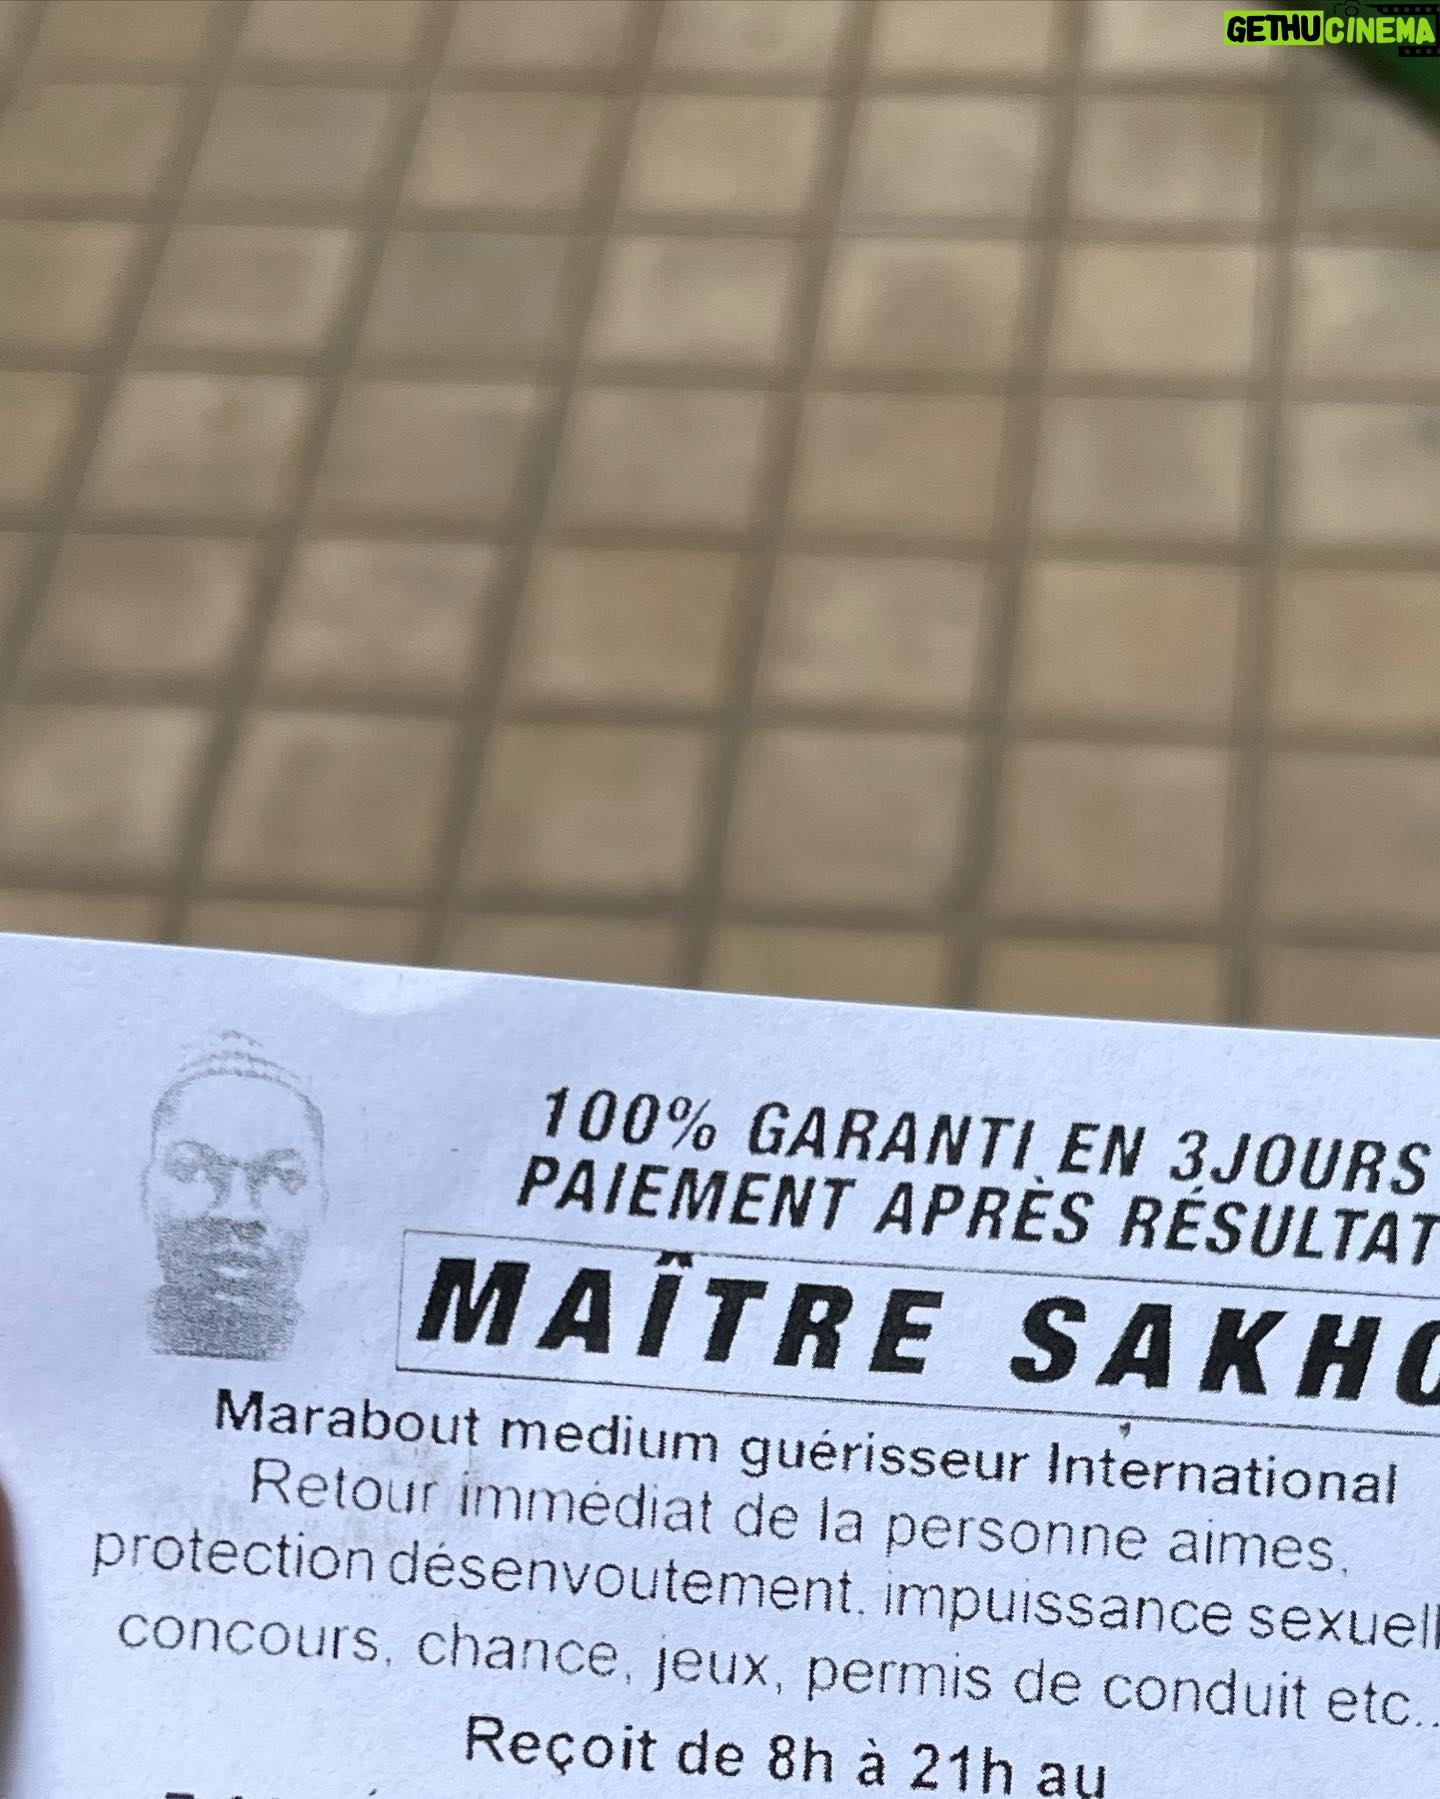 GETHUCINEMA
100% GARANTI EN 3JOURS
PAIEMENT APRÈS RÉSULTAT
MAÎTRE SAKHO
Marabout medium guérisseur International
Retour immédiat de la personne aimes,
protection désenvoutement. impuissance sexuell
concours, chance, jeux, permis de conduit etc..
Reçoit de 8h à 21h au